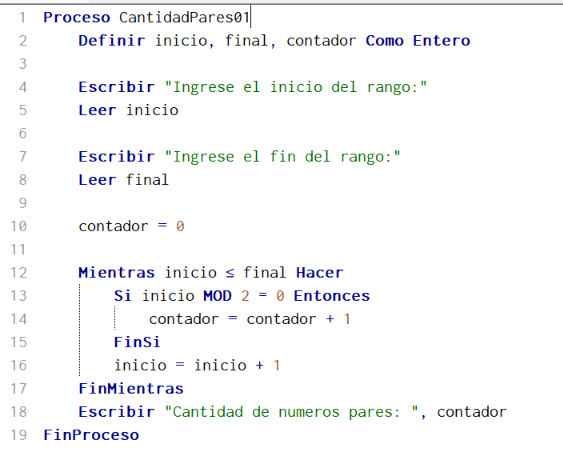 1 Proceso CantidadPares01
2 Definir inicio, final, contador Como Entero
3
4 Escribir "Ingrese el inicio del rango:"
5 Leer inicio
6
7 Escribir "Ingrese el fin del rango:"
8 Leer final
9
10 contador = 0
11
12 Mientras inicio ≤ final Hacer
13 Si inicio MOD 2 = 0 Entonces
14 contador = contador + 1
15 FinSi
16 inicio = inicio + 1
17 FinMientras
18 Escribir "Cantidad de numeros pares: ", contador
19 FinProceso